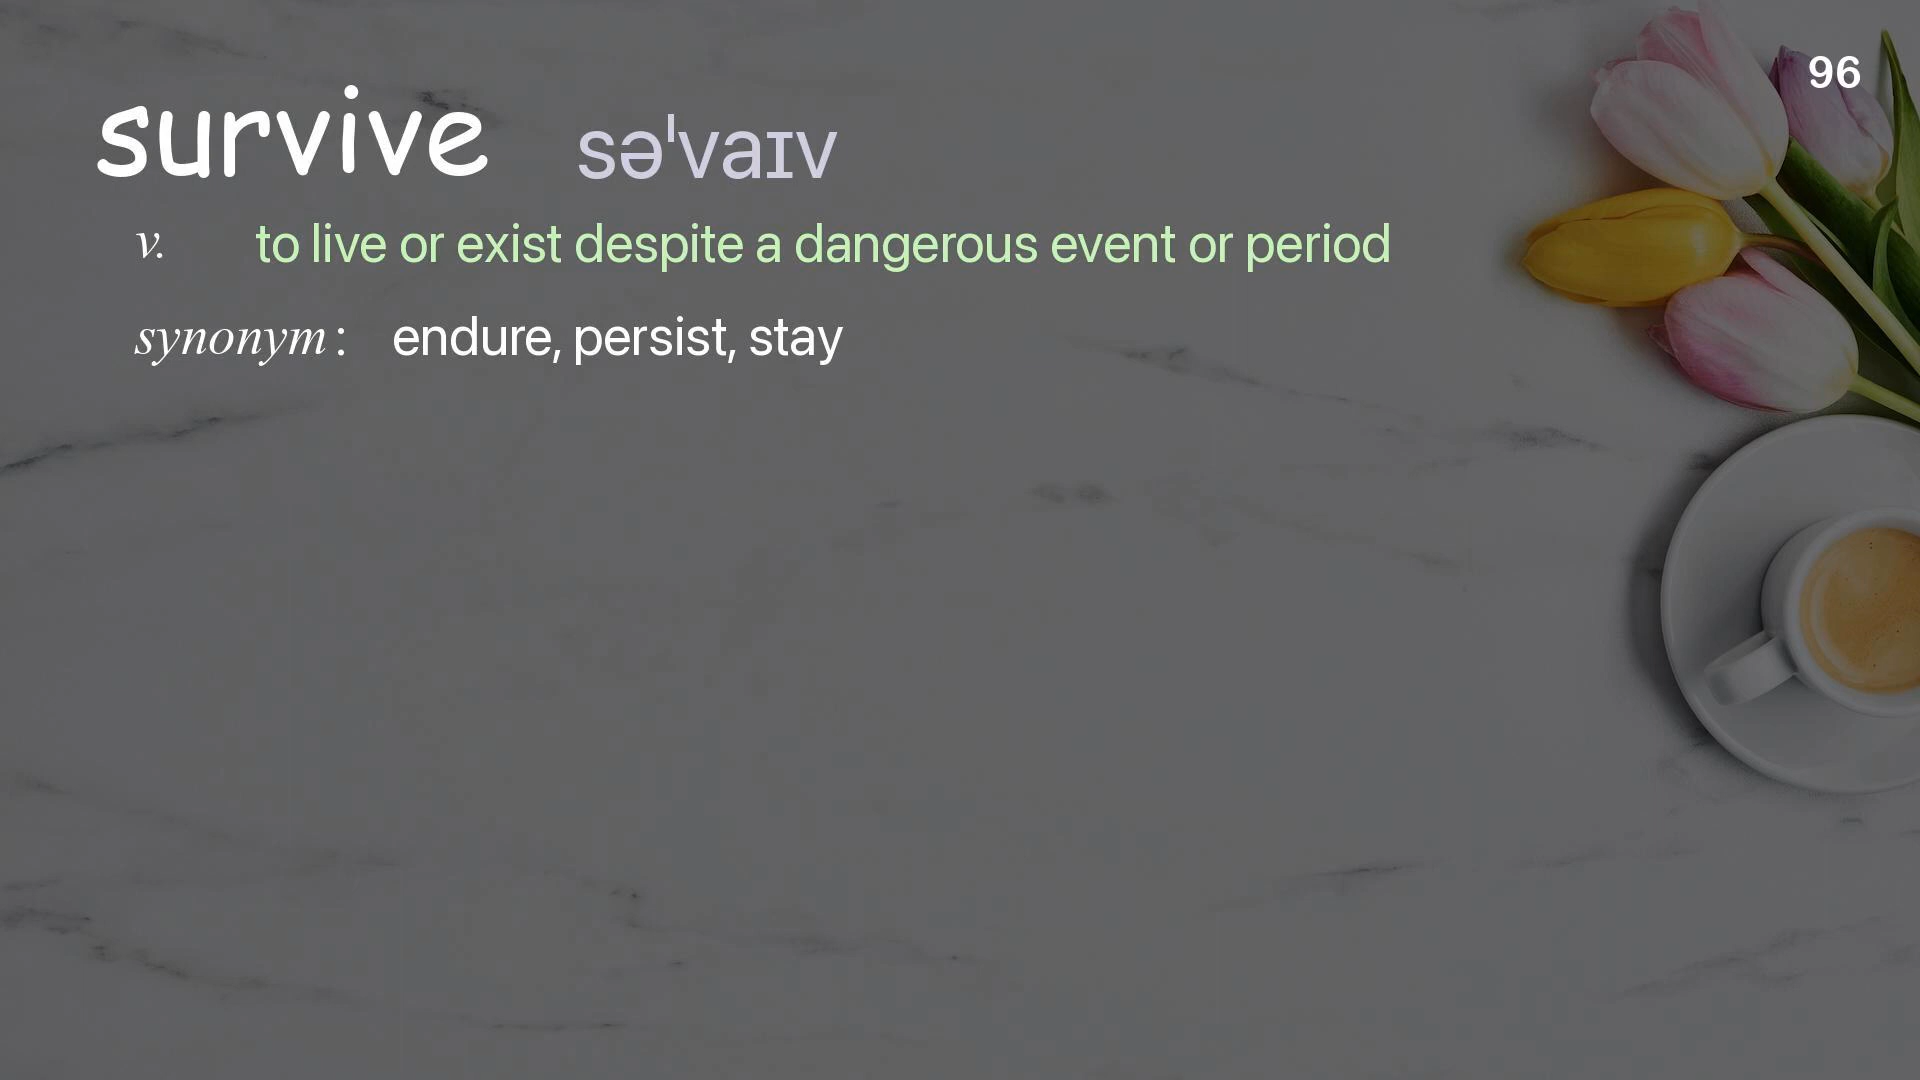 96
survive səˈvaɪv
v. to live or exist despite a dangerous event or period
synonym: endure, persist, stay